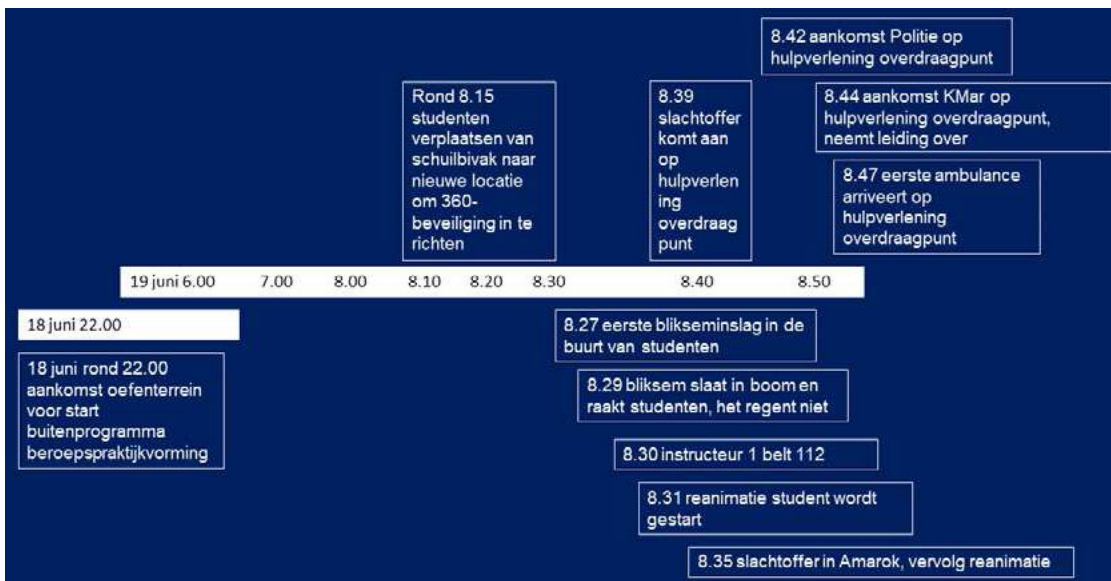 8.42 aankomst Politie op
hulpverlening overdraagpunt
Rond 8.15
studenten
verplaatsen van
schuilbivak naar
nieuwe locatie
om 360-
beveiliging in te
richten
8.39
slachtoffer
komt aan
op
hulpverlen
ing
overdraag
punt
8.44 aankomst KMar op
hulpverlening overdraagpunt,
neemt leiding over
8.47 eerste ambulance
arriveert op
hulpverlening
overdraagpunt
19 juni 6.00 7.00 8.00 8.10 8.20 8.30 8.40 8.50
18 juni 22.00
18 juni rond 22.00
aankomst oefenterrein
voor start
buitenprogramma
beroepspraktijkvorming
8.27 eerste blikseminslag in de
buurt van studenten
8.29 bliksem slaat in boom en
raakt studenten, het regent niet
8.30 instructeur 1 belt 112
8.31 reanimatie student wordt
gestart
8.35 slachtoffer in Amarok, vervolg reanimatie